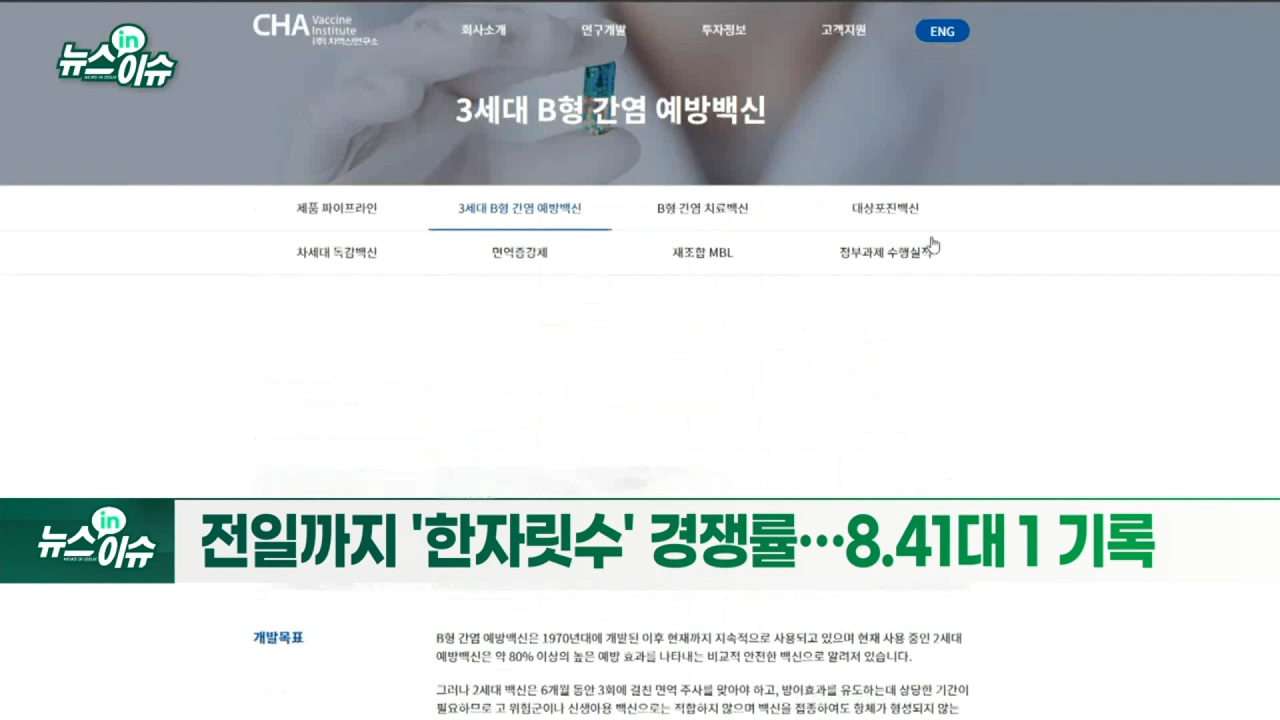 CHA Vaccine Institute
(주) 차백신연구소
회사소개 연구개발 투자정보 고객지원 ENG
뉴스in이슈
NEWS IN ISSUE
3세대 B형 간염 예방백신
제품 파이프라인 3세대 B형 간염 예방백신 B형 간염 치료백신 대상포진백신
차세대 독감백신 면역증강제 재조합 MBL 정부과제 수행실적
뉴스in이슈
NEWS IN ISSUE
전일까지 '한자릿수' 경쟁률…8.41대 1 기록
개발목표
B형 간염 예방백신은 1970년대에 개발된 이후 현재까지 지속적으로 사용되고 있으며 현재 사용 중인 2세대
예방백신은 약 80% 이상의 높은 예방 효과를 나타내는 비교적 안전한 백신으로 알려져 있습니다.
그러나 2세대 백신은 6개월 동안 3회에 걸친 면역 주사를 맞아야 하고, 방어효과를 유도하는데 상당한 기간이
필요하므로 고 위험군이나 신생아용 백신으로는 적합하지 않으며 백신을 접종하여도 항체가 형성되지 않는